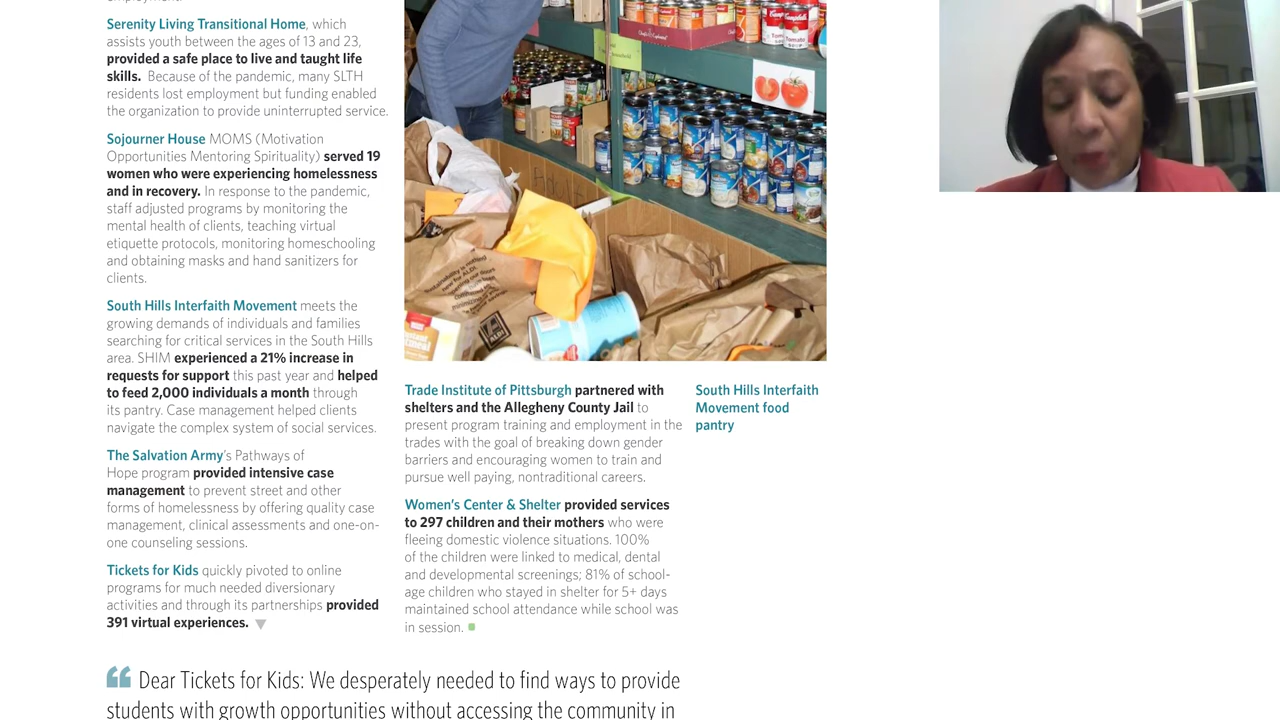 Serenity Living Transitional Home, which
assists youth between the ages of 13 and 23,
provided a safe place to live and taught life
skills. Because of the pandemic, many SLTH
residents lost employment but funding enabled
the organization to provide uninterrupted service.
Sojourner House MOMS (Motivation
Opportunities Mentoring Spirituality) served 19
women who were experiencing homelessness
and in recovery. In response to the pandemic,
staff adjusted programs by monitoring the
mental health of clients, teaching virtual
etiquette protocols, monitoring homeschooling
and obtaining masks and hand sanitizers for
clients.
South Hills Interfaith Movement meets the
growing demands of individuals and families
searching for critical services in the South Hills
area. SHIM experienced a 21% increase in
requests for support this past year and helped
to feed 2,000 individuals a month through
its pantry. Case management helped clients
navigate the complex system of social services.
The Salvation Army's Pathways of
Hope program provided intensive case
management to prevent street and other
forms of homelessness by offering quality case
management, clinical assessments and one-on-
one counseling sessions.
Tickets for Kids quickly pivoted to online
programs for much needed diversionary
activities and through its partnerships provided
391 virtual experiences.
Campbell's
Tomato
ALDI
Trade Institute of Pittsburgh partnered with
shelters and the Allegheny County Jail to
present program training and employment in the
trades with the goal of breaking down gender
barriers and encouraging women to train and
pursue well paying, nontraditional careers.
Women's Center & Shelter provided services
to 297 children and their mothers who were
fleeing domestic violence situations. 100%
of the children were linked to medical, dental
and developmental screenings; 81% of school-
age children who stayed in shelter for 5+ days
maintained school attendance while school was
in session.
South Hills Interfaith
Movement food
pantry
“ Dear Tickets for Kids: We desperately needed to find ways to provide
students with growth opportunities without accessing the community in